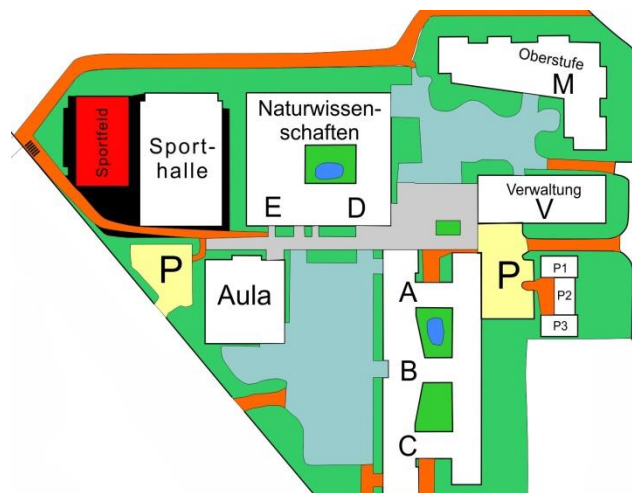 Oberstufe
M
Naturwissen-
schaften
Sportfeld
Sport-
halle
E D
Verwaltung
V
P
Aula
A
P
P1
P2
P3
B
C